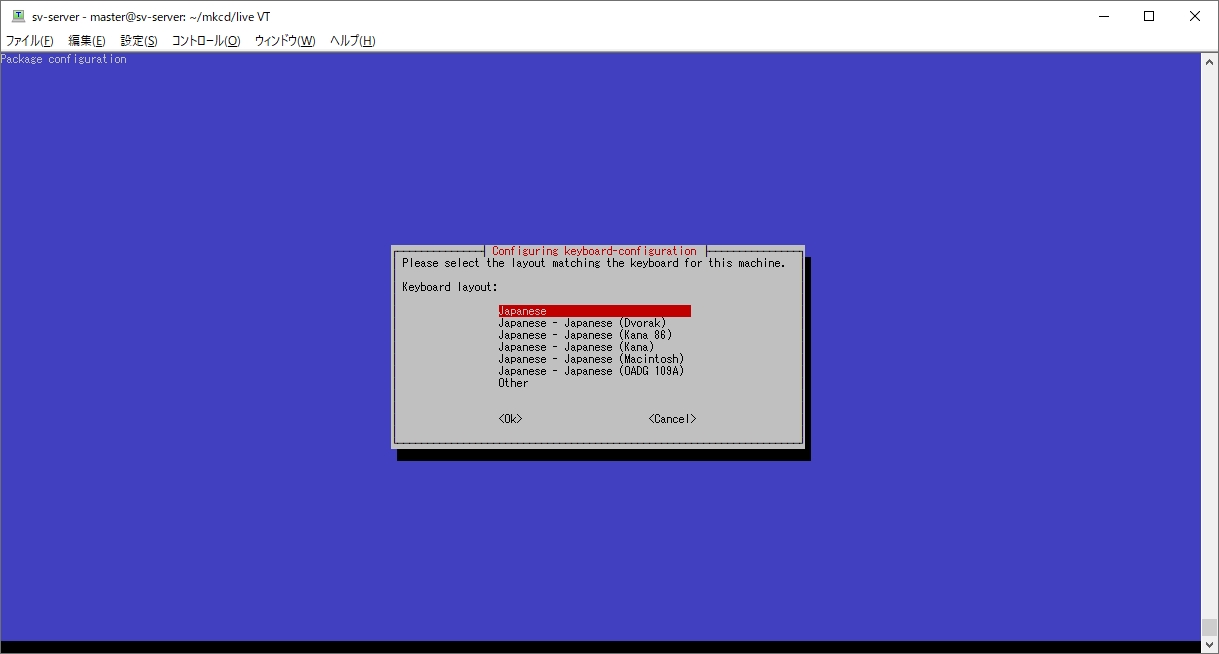 sv-server - master@sv-server: ~/mkcd/live VT
ファイル(F) 編集(E) 設定(S) コントロール(O) ウィンドウ(W) ヘルプ(H)
Package configuration
Configuring keyboard-configuration
Please select the layout matching the keyboard for this machine.
Keyboard layout:
Japanese
Japanese - Japanese (Dvorak)
Japanese - Japanese (Kana 86)
Japanese - Japanese (Kana)
Japanese - Japanese (Macintosh)
Japanese - Japanese (OADG 109A)
Other
<Ok> <Cancel>